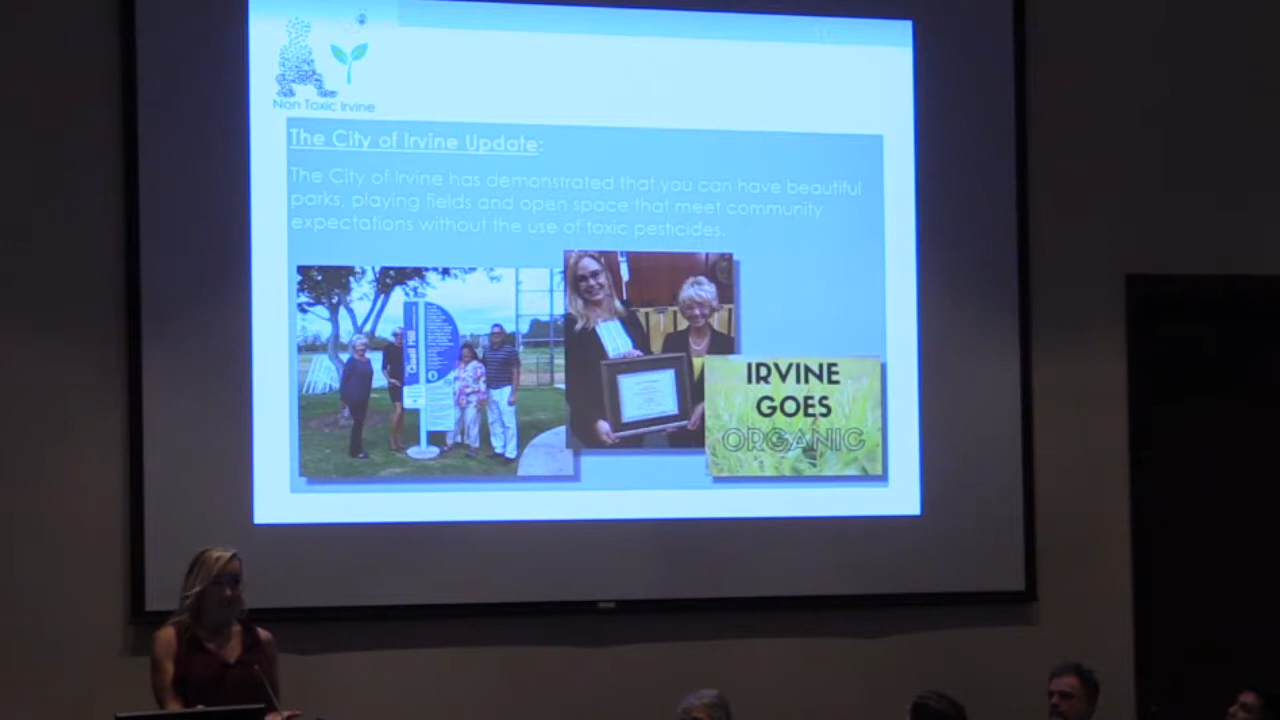 Non Toxic Irvine
The City of Irvine Update:
The City of Irvine has demonstrated that you can have beautiful
parks, playing fields and open space that meet community
expectations without the use of toxic pesticides.
Quail Hill
IRVINE
GOES
ORGANIC